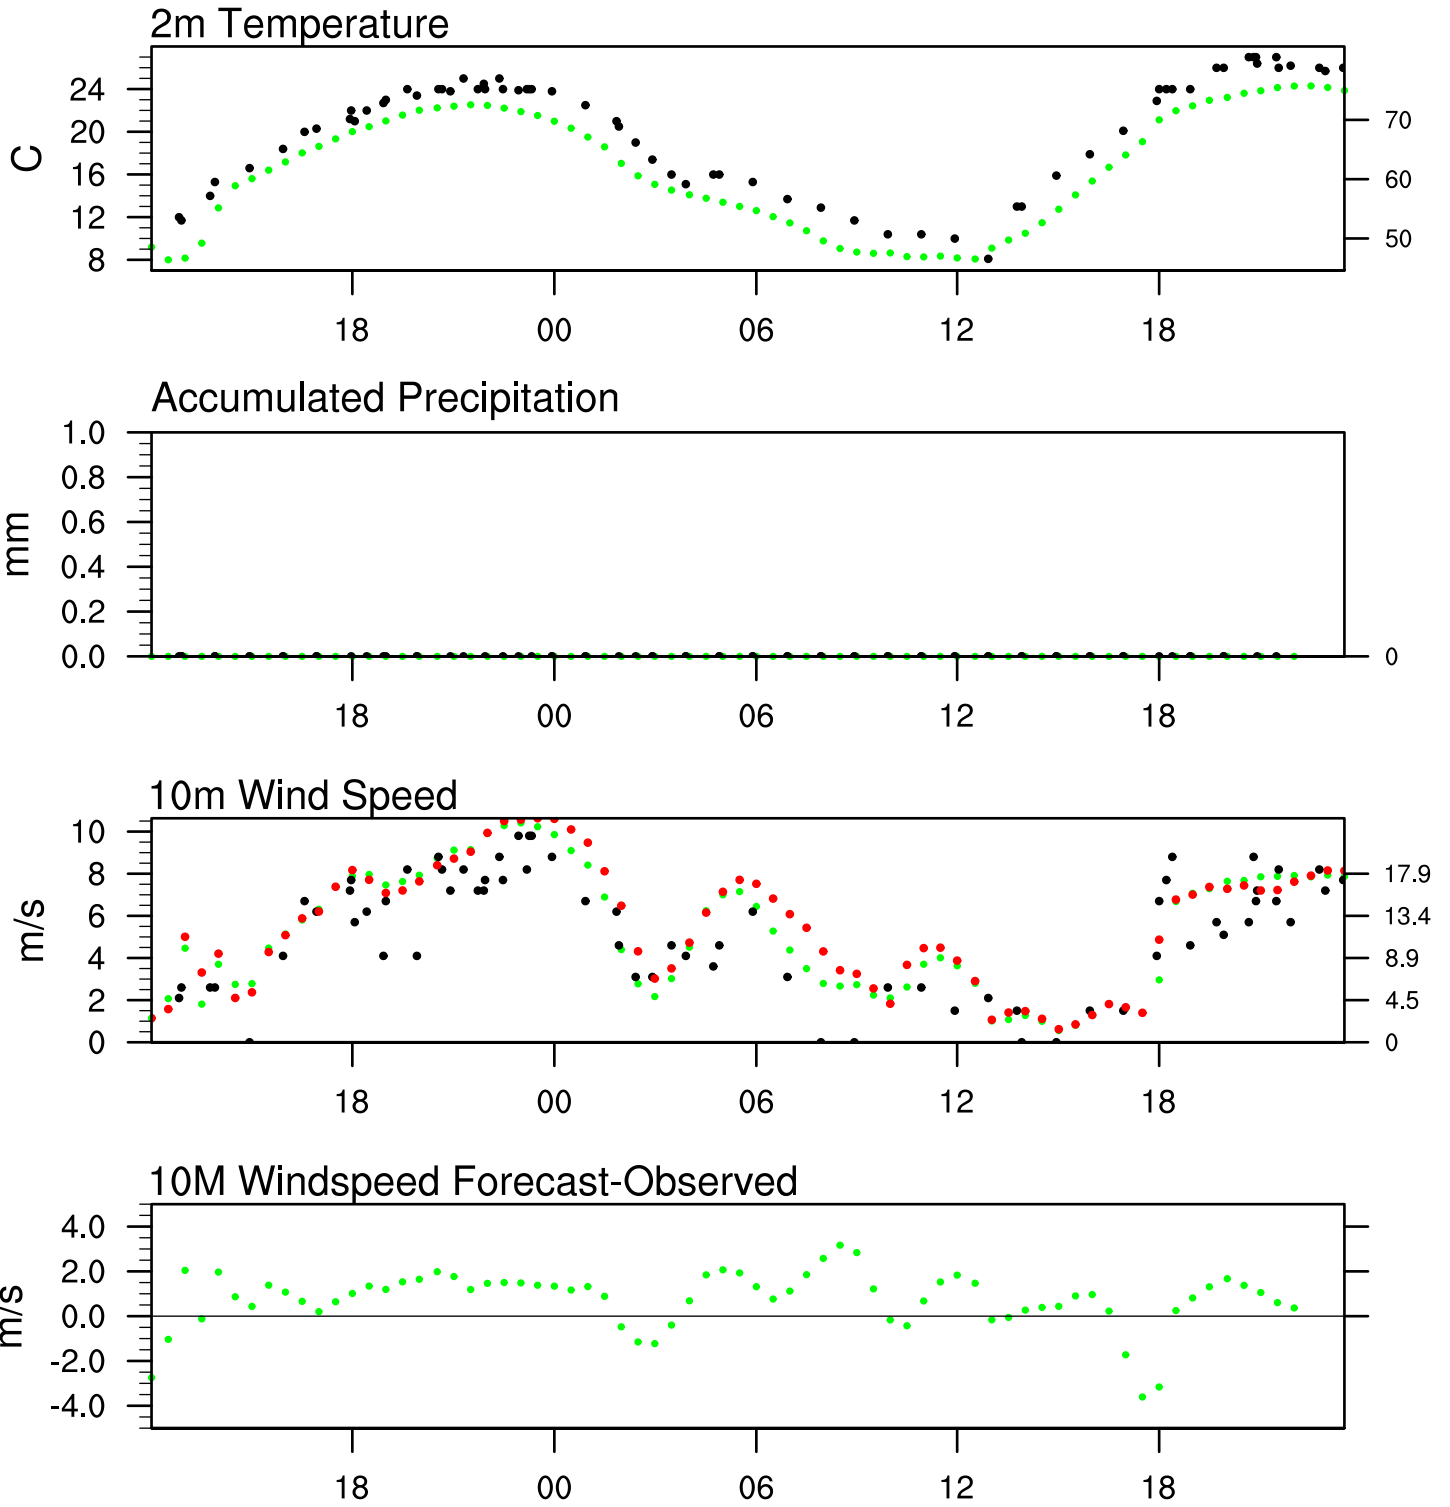 2m Temperature
24
20
16
12
8
C
70
60
50
18 00 06 12 18
Accumulated Precipitation
1.0
0.8
0.6
0.4
0.2
0.0
mm
0
18 00 06 12 18
10m Wind Speed
10
8
6
4
2
0
m/s
17.9
13.4
8.9
4.5
0
18 00 06 12 18
10M Windspeed Forecast-Observed
4.0
2.0
0.0
-2.0
-4.0
m/s
18 00 06 12 18